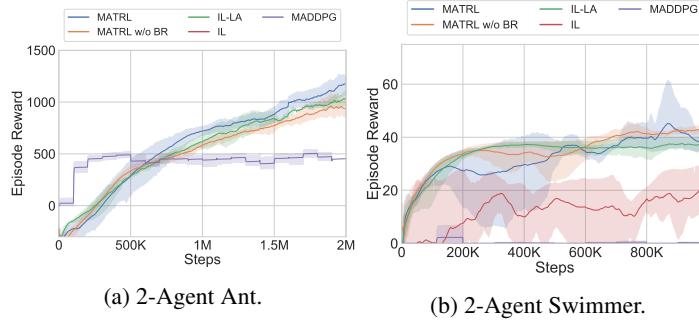 MATRL IL-LA MADDPG
MATRL w/o BR IL
1500
1000
500
0
Episode Reward
0 500K 1M 1.5M 2M
Steps
(a) 2-Agent Ant.
MATRL IL-LA MADDPG
MATRL w/o BR IL
60
40
20
0
Episode Reward
200K 400K 600K 800K
Steps
(b) 2-Agent Swimmer.